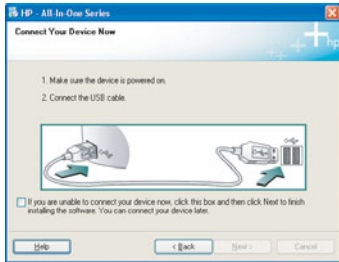 HP - All-In-One Series
Connect Your Device Now
hp
1. Make sure the device is powered on.
2. Connect the USB cable.
If you are unable to connect your device now, click this box and then click Next to finish
installing the software. You can connect your device later.
Help
< Back
Next >
Cancel